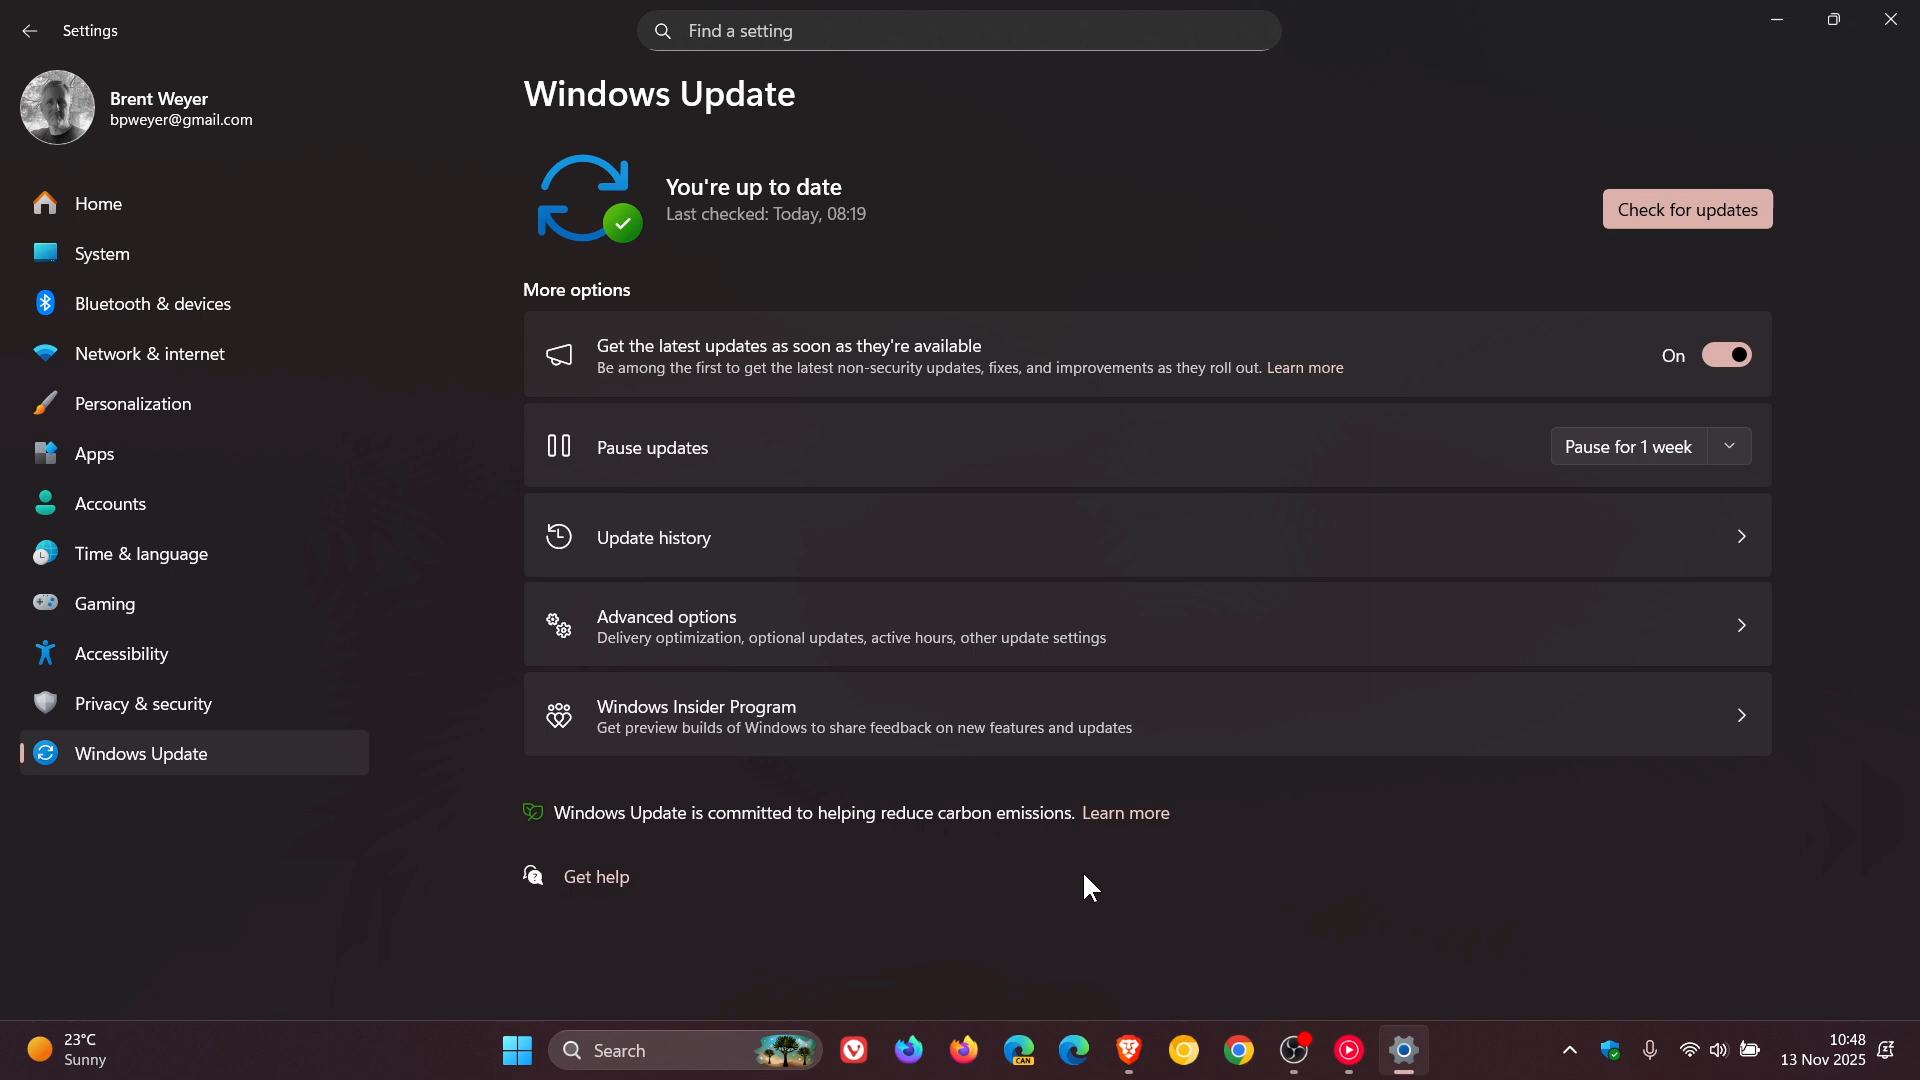 Settings
Find a setting
Brent Weyer
bpweyer@gmail.com
Home
System
Bluetooth & devices
Network & internet
Personalization
Apps
Accounts
Time & language
Gaming
Accessibility
Privacy & security
Windows Update
Windows Update
You're up to date
Last checked: Today, 08:19
Check for updates
More options
Get the latest updates as soon as they're available
Be among the first to get the latest non-security updates, fixes, and improvements as they roll out. Learn more
On
Pause updates
Pause for 1 week
Update history
Advanced options
Delivery optimization, optional updates, active hours, other update settings
Windows Insider Program
Get preview builds of Windows to share feedback on new features and updates
Windows Update is committed to helping reduce carbon emissions. Learn more
Get help
23°C
Sunny
Search
CAN
10:48
13 Nov 2025